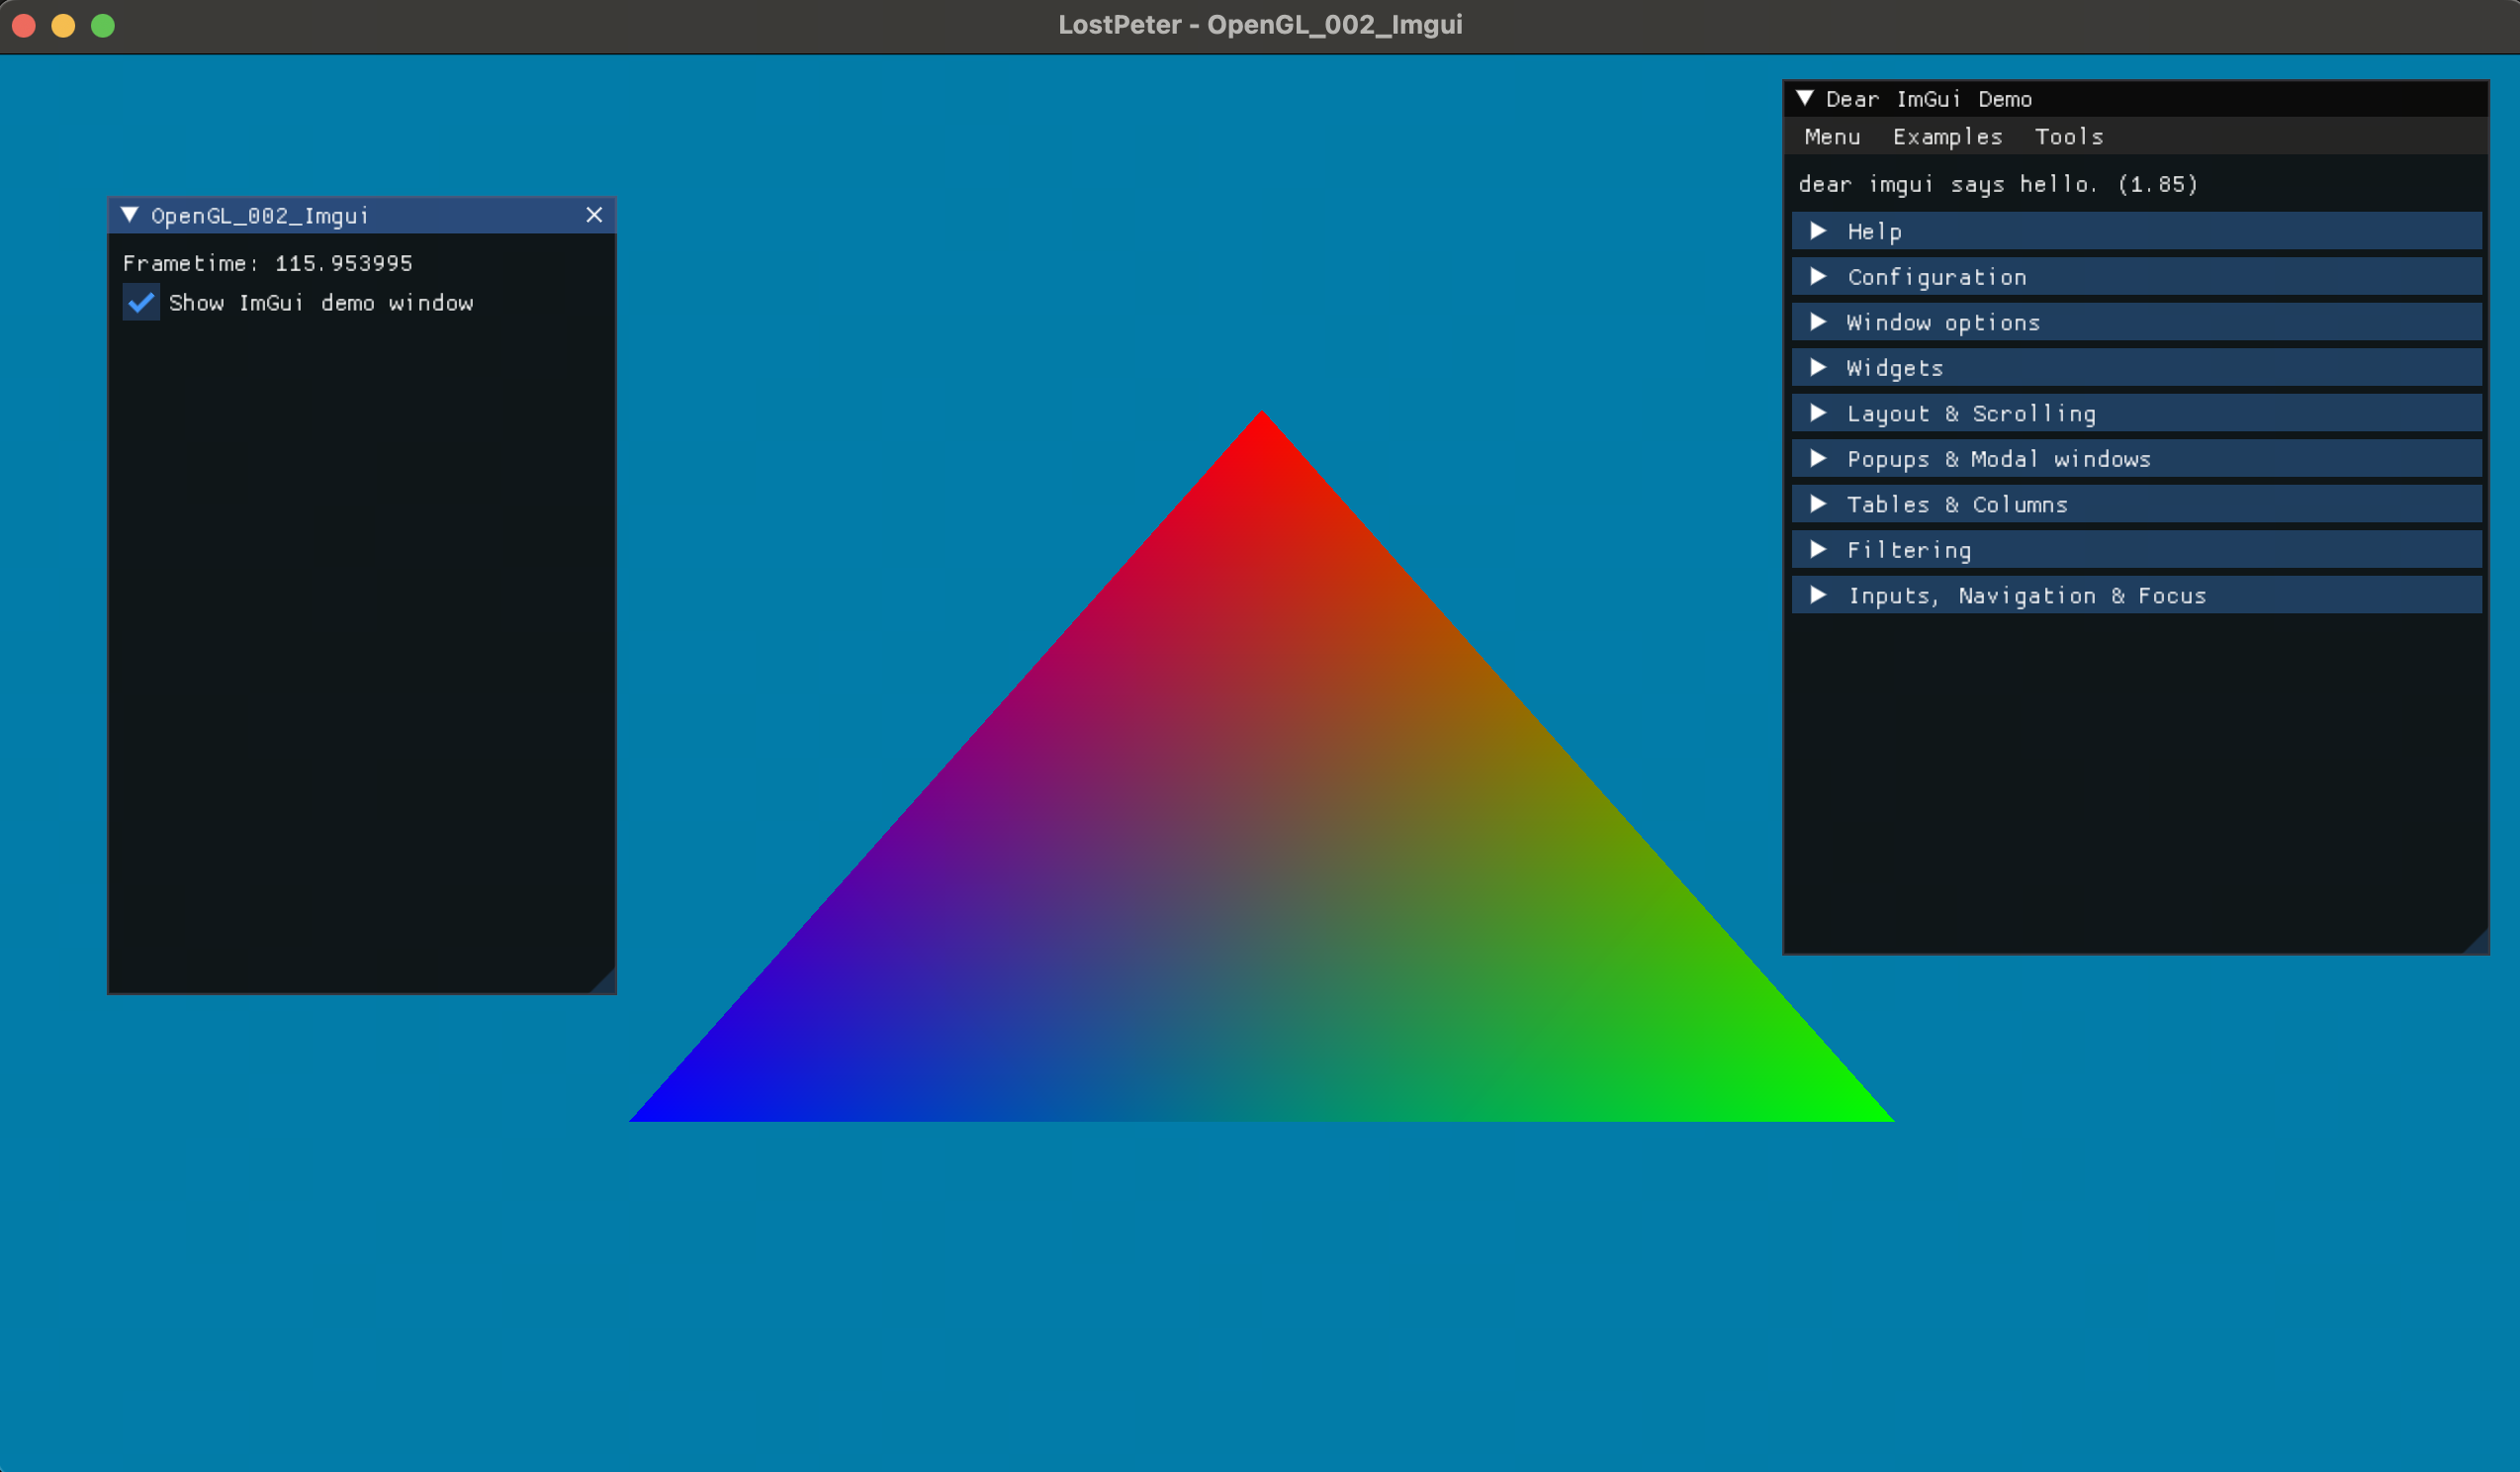 LostPeter - OpenGL_002_Imgui
OpenGL_002_Imgui
Frametime: 115.953995
Show ImGui demo window
Dear ImGui Demo
Menu Examples Tools
dear imgui says hello. (1.85)
Help
Configuration
Window options
Widgets
Layout & Scrolling
Popups & Modal windows
Tables & Columns
Filtering
Inputs, Navigation & Focus